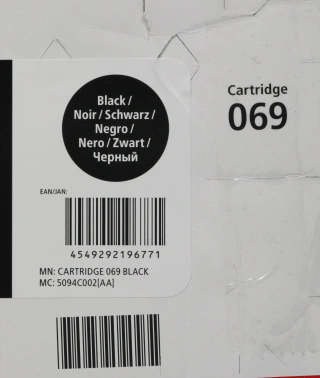 Black /
Noir / Schwarz /
Negro /
Nero / Zwart /
Черный
Cartridge
069
EAN/JAN:
4549292196771
MN: CARTRIDGE 069 BLACK
MC: 5094C002[AA]